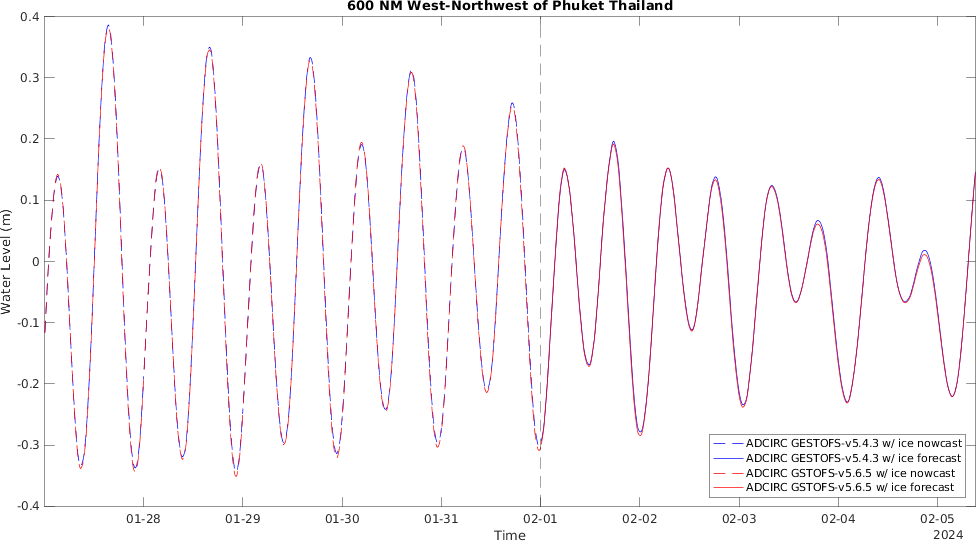 600 NM West-Northwest of Phuket Thailand
0.4
0.3
0.2
0.1
0
-0.1
-0.2
-0.3
-0.4
Water Level (m)
01-28
01-29
01-30
01-31
02-01
02-02
02-03
02-04
02-05
Time
2024
ADCIRC GESTOFS-v5.4.3 w/ ice nowcast
ADCIRC GESTOFS-v5.4.3 w/ ice forecast
ADCIRC GSTOFS-v5.6.5 w/ ice nowcast
ADCIRC GSTOFS-v5.6.5 w/ ice forecast